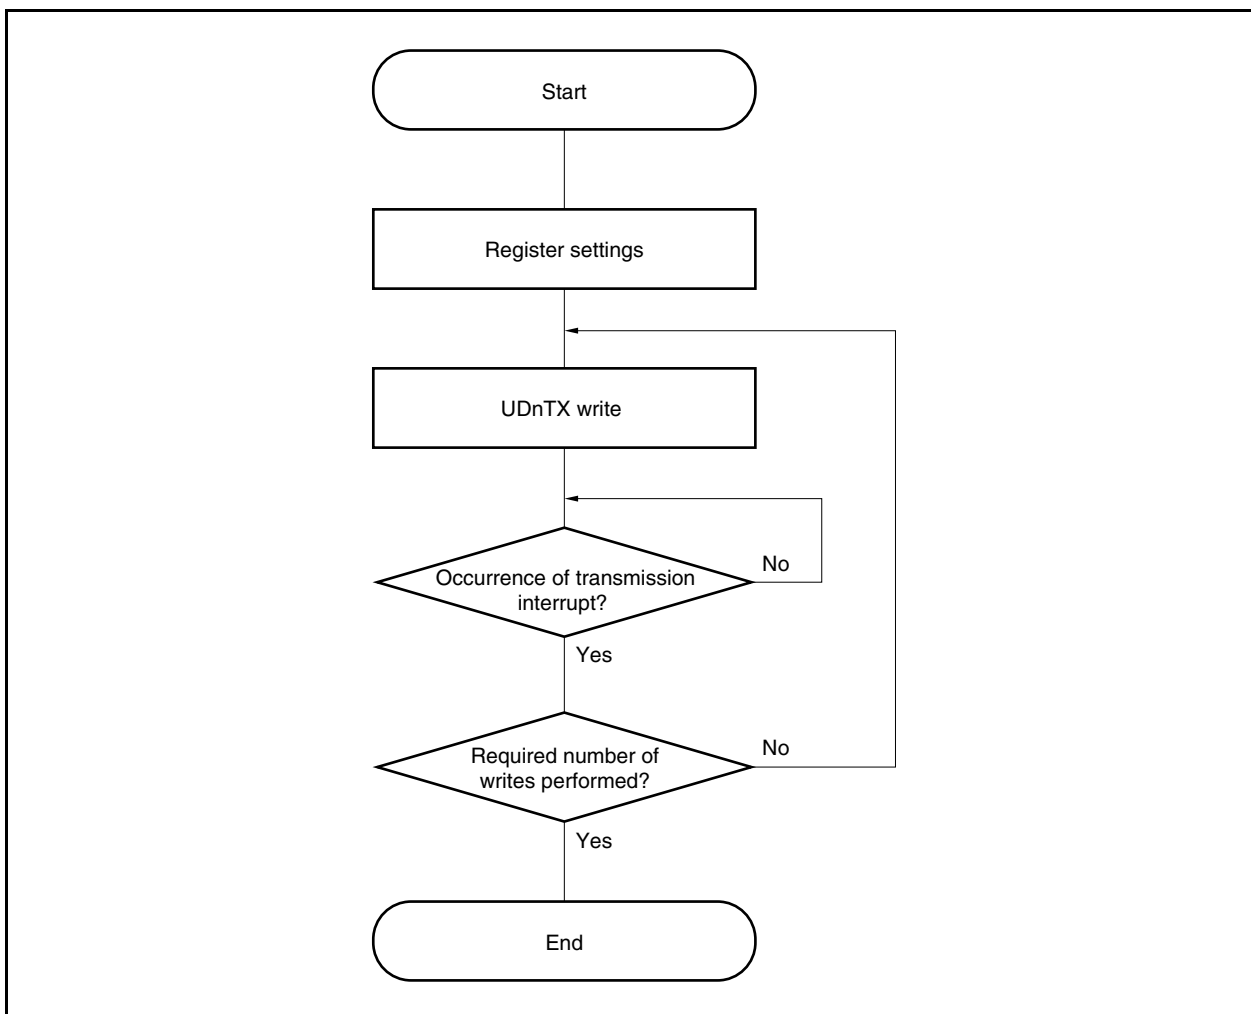 Start
Register settings
UDnTX write
No
Occurrence of transmission
interrupt?
Yes
No
Required number of
writes performed?
Yes
End